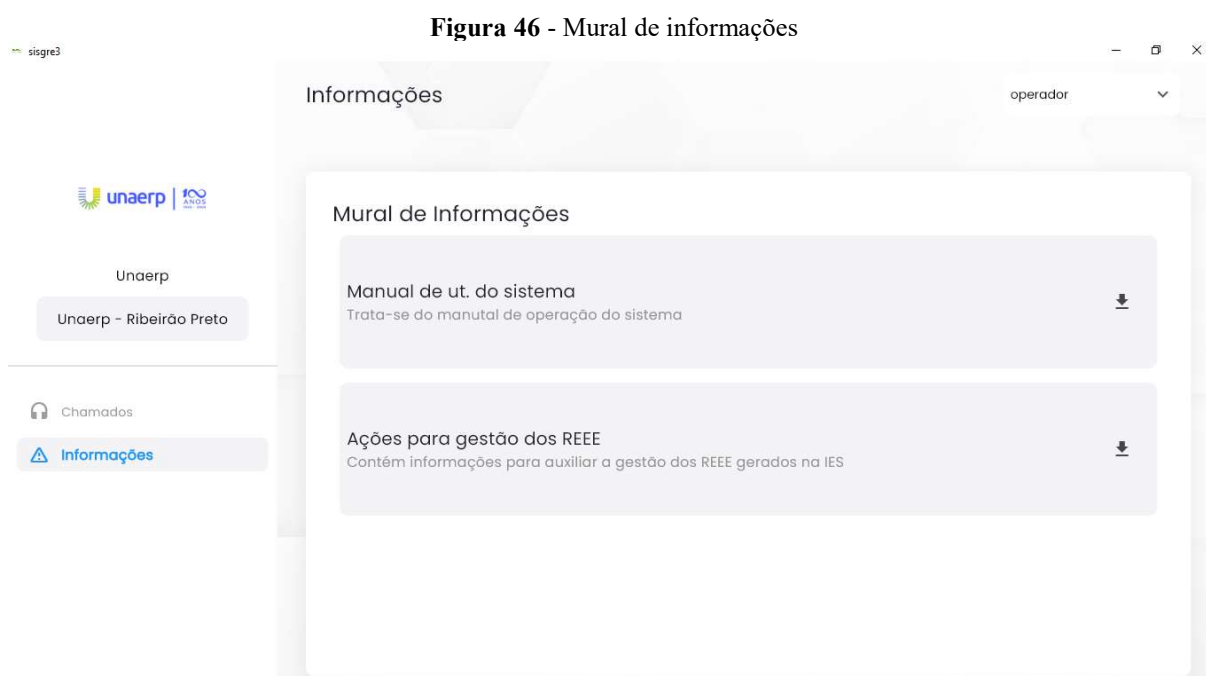 Figura 46 - Mural de informações
sisgre3
Informações
operador
unaerp | 100
ANOS
Unaerp
Unaerp - Ribeirão Preto
Chamados
Informações
Mural de Informações
Manual de ut. do sistema
Trata-se do manutal de operação do sistema
Ações para gestão dos REEE
Contém informações para auxiliar a gestão dos REEE gerados na IES